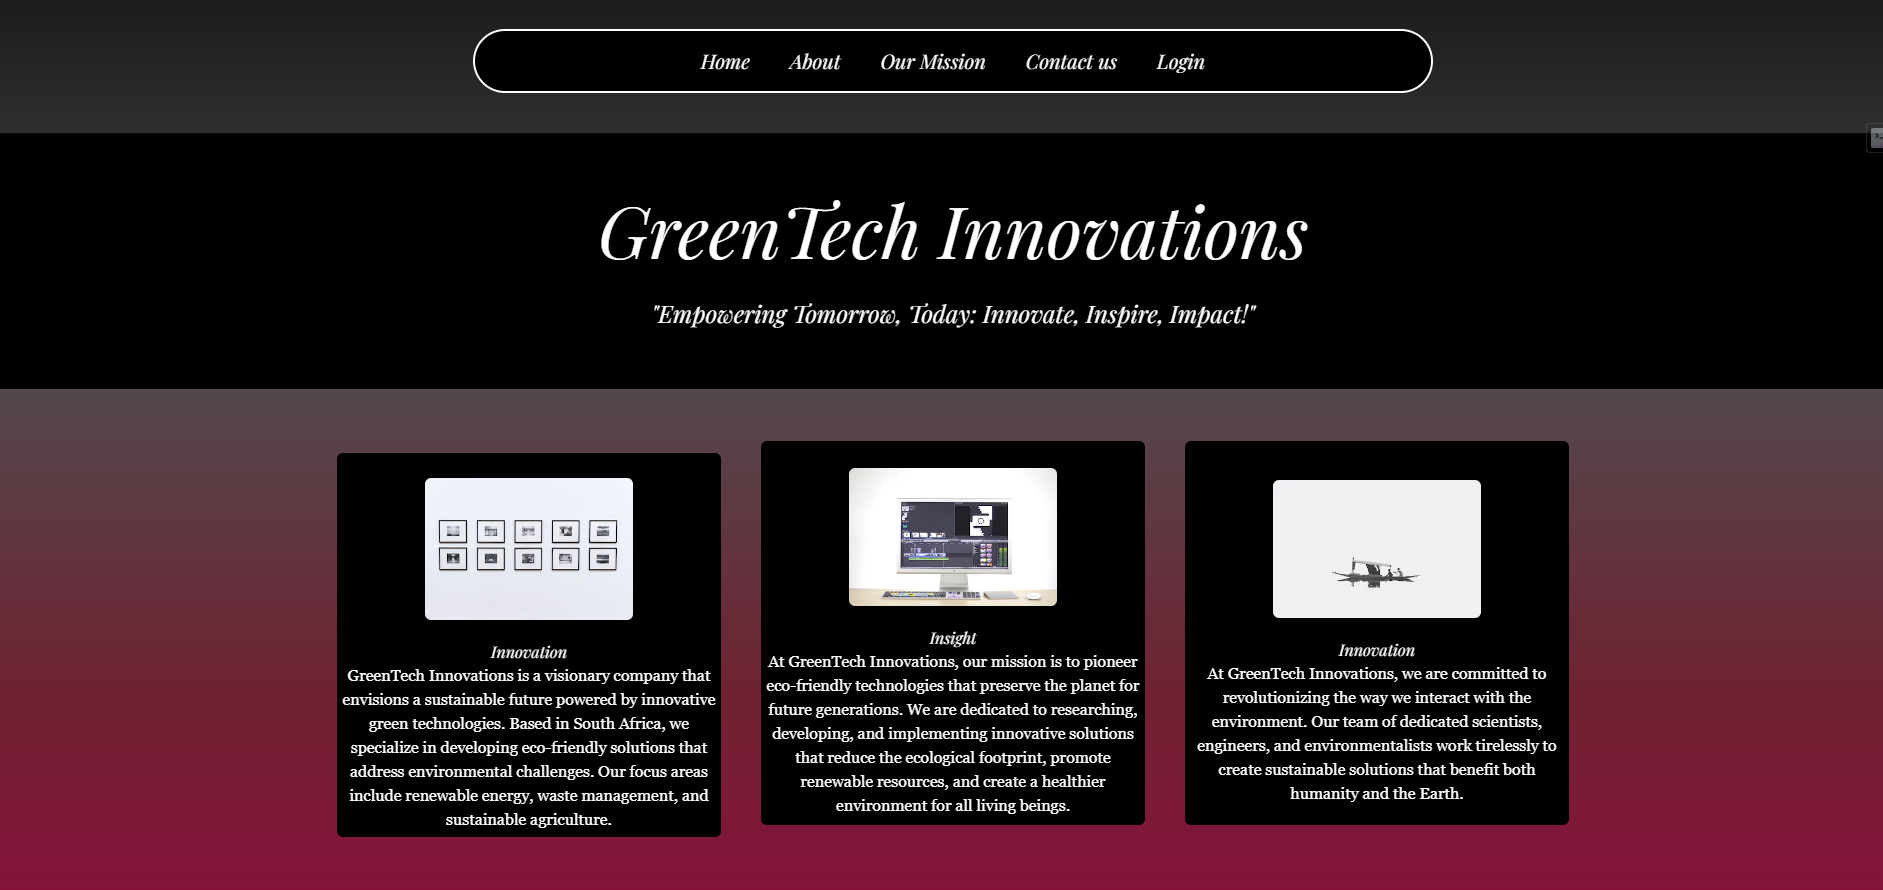 Home About Our Mission Contact us Login
GreenTech Innovations
"Empowering Tomorrow, Today: Innovate, Inspire, Impact!"
Innovation
GreenTech Innovations is a visionary company that
envisions a sustainable future powered by innovative
green technologies. Based in South Africa, we
specialize in developing eco-friendly solutions that
address environmental challenges. Our focus areas
include renewable energy, waste management, and
sustainable agriculture.
Insight
At GreenTech Innovations, our mission is to pioneer
eco-friendly technologies that preserve the planet for
future generations. We are dedicated to researching,
developing, and implementing innovative solutions
that reduce the ecological footprint, promote
renewable resources, and create a healthier
environment for all living beings.
Innovation
At GreenTech Innovations, we are committed to
revolutionizing the way we interact with the
environment. Our team of dedicated scientists,
engineers, and environmentalists work tirelessly to
create sustainable solutions that benefit both
humanity and the Earth.